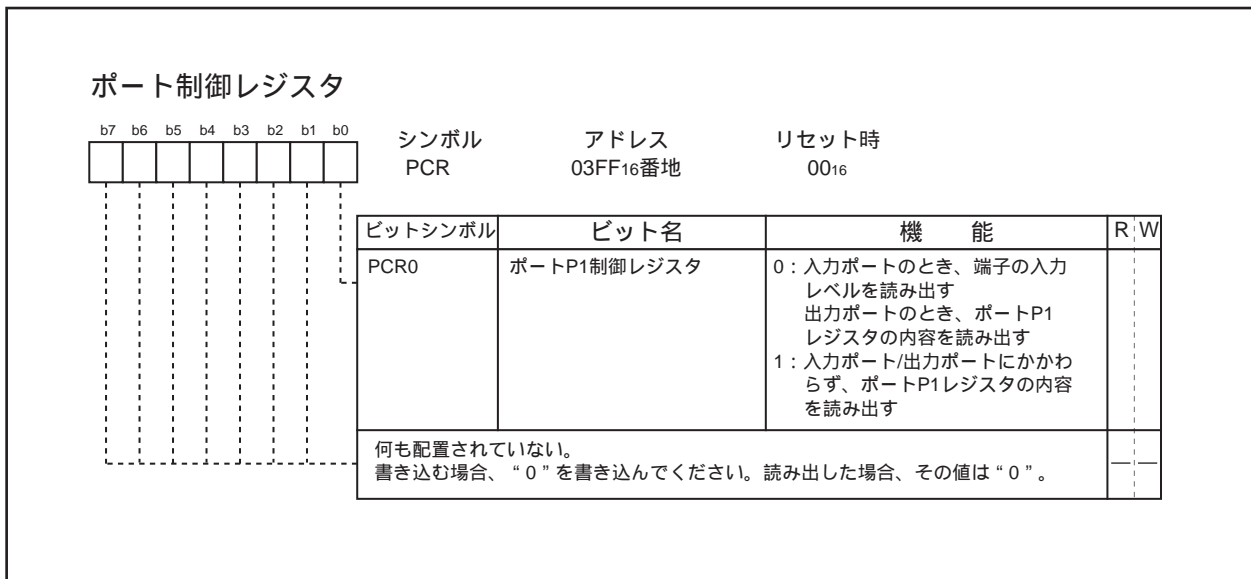 ポート制御レジスタ
b7 b6 b5 b4 b3 b2 b1 b0
シンボル アドレス リセット時
PCR 03FF16番地 0016
ビットシンボル ビット名 機 能 R W
PCR0 ポートP1制御レジスタ 0：入力ポートのとき、端子の入力
レベルを読み出す
出力ポートのとき、ポートP1
レジスタの内容を読み出す
1：入力ポート/出力ポートにかかわ
らず、ポートP1レジスタの内容
を読み出す
何も配置されていない。
書き込む場合、“0”を書き込んでください。読み出した場合、その値は“0”。 — —